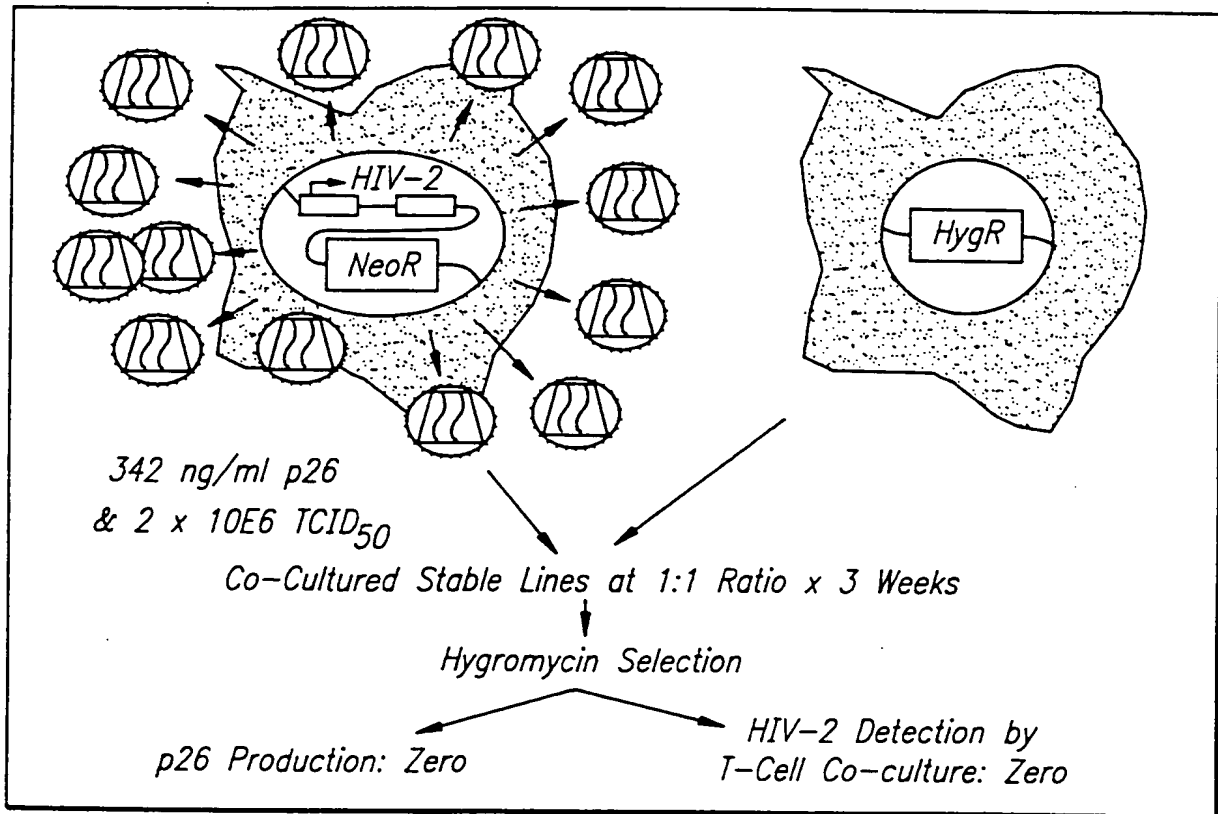 HIV-2
NeoR
HygR
342 ng/ml p26
& 2 x 10E6 TCID50
Co-Cultured Stable Lines at 1:1 Ratio x 3 Weeks
Hygromycin Selection
p26 Production: Zero
HIV-2 Detection by
T-Cell Co-culture: Zero